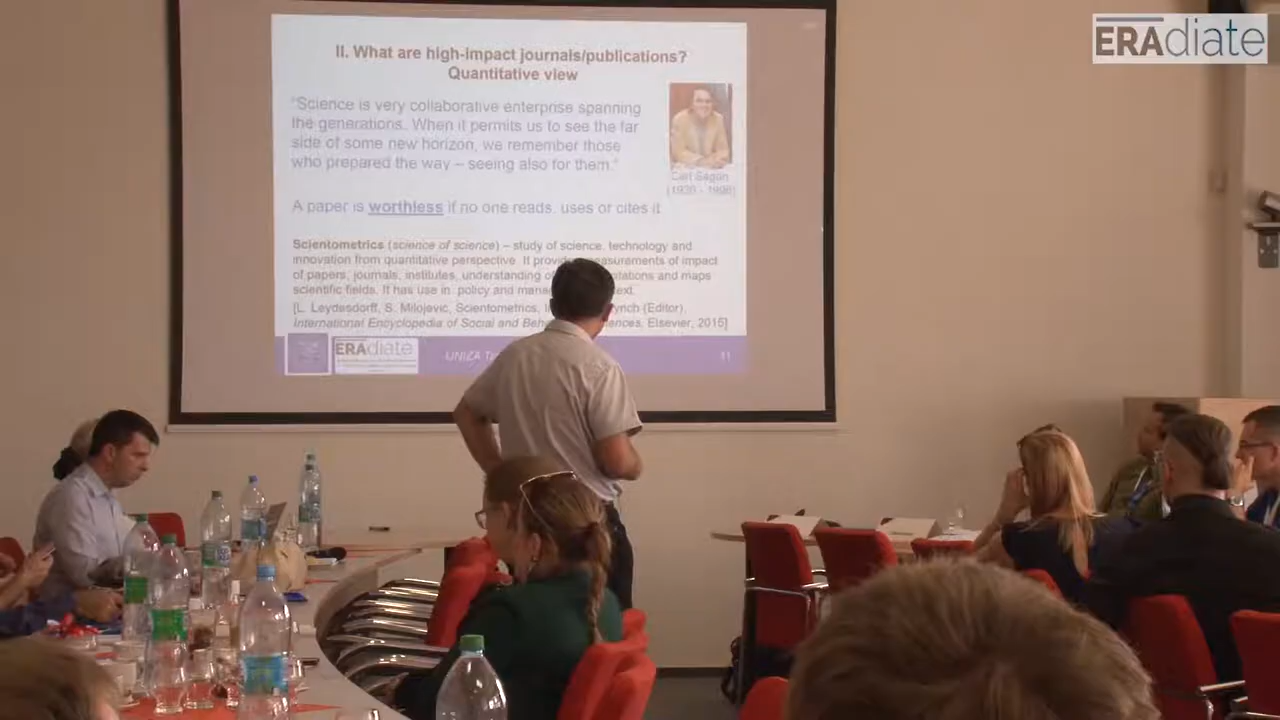 ERAdiate
II. What are high-impact journals/publications?
Quantitative view
"Science is very collaborative enterprise spanning
the generations. When it permits us to see the far
side of some new horizon, we remember those
who prepared the way – seeing also for them."
Carl Sagan
(1934 - 1996)
A paper is worthless if no one reads, uses or cites it
Scientometrics (science of science) – study of science, technology and
innovation from quantitative perspective. It measurements of impact
of papers, journals, institutes, understanding and maps
scientific fields. It has use in policy and
[L. Leydesdorff, S. Milojevic, Scientometrics, (Editor)
International Encyclopedia of Social and Elsevier, 2015]
ERAdiate
UNIZA
11